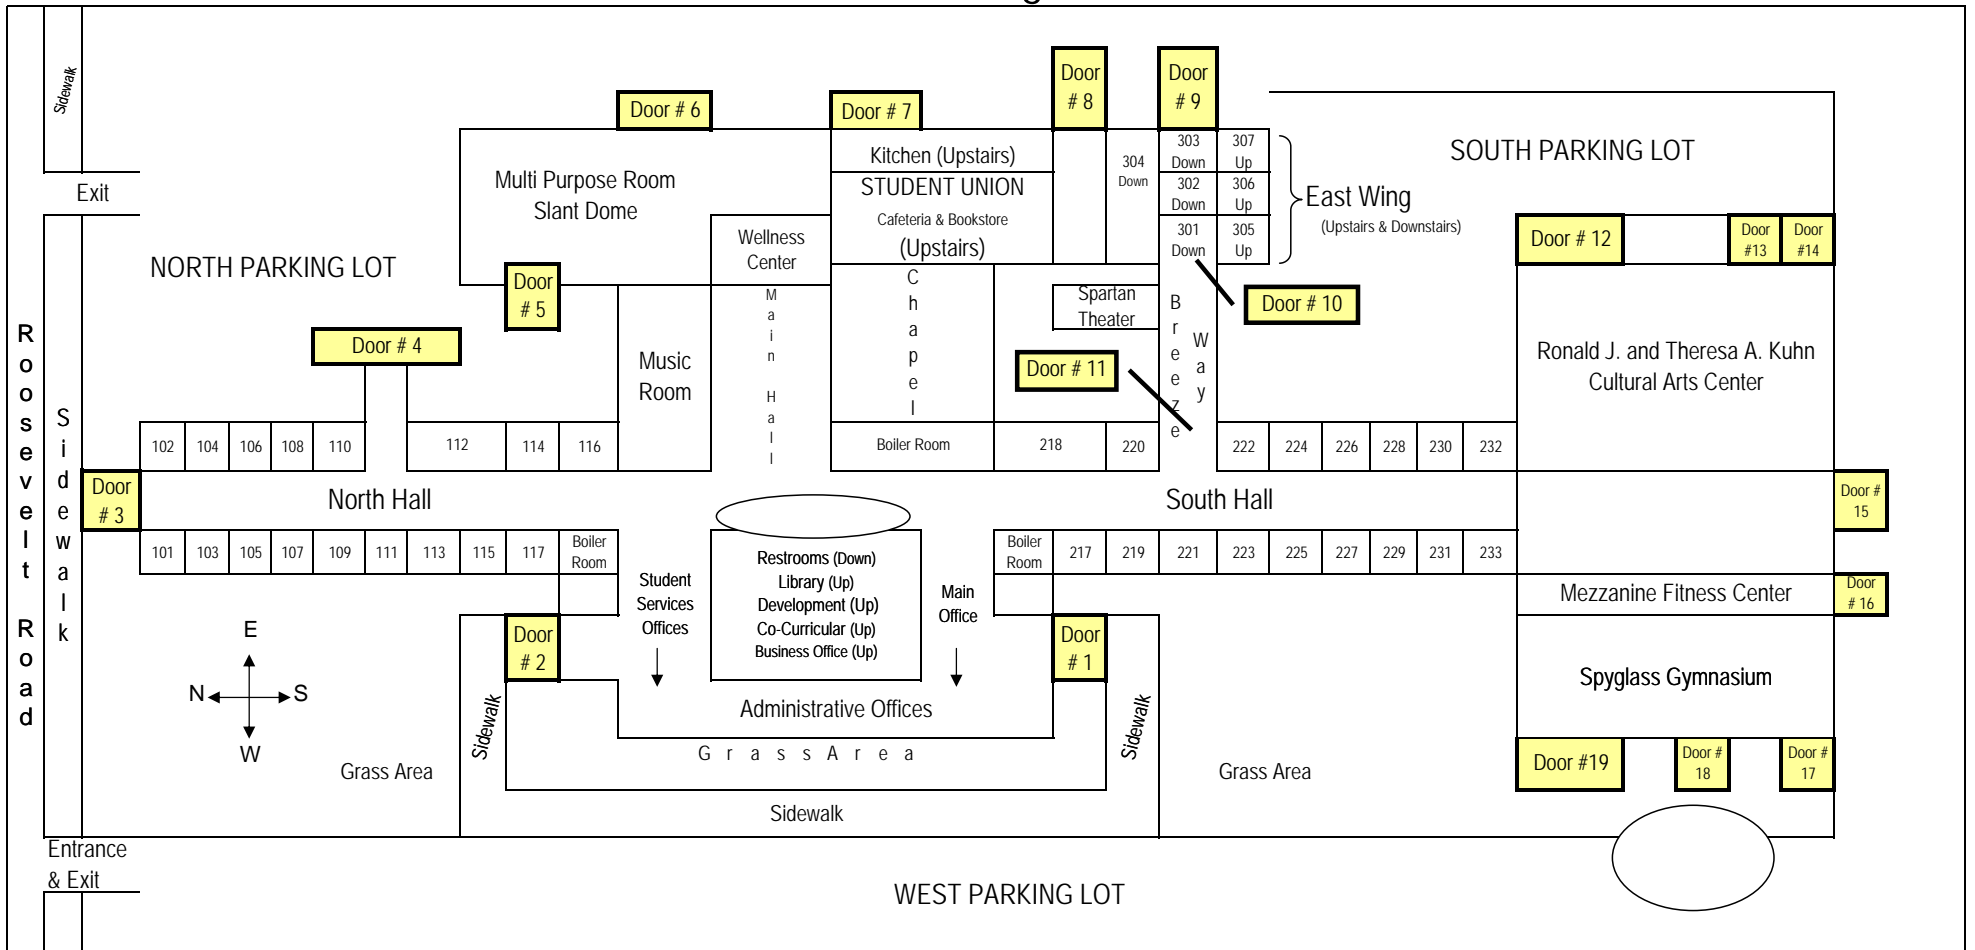 g
Sidewalk
Exit
Roosevelt Road
Sidewalk
Entrance
& Exit
NORTH PARKING LOT
Door # 6
Door # 7
Door
# 8
Door
# 9
Multi Purpose Room
Slant Dome
Kitchen (Upstairs)
STUDENT UNION
Cafeteria & Bookstore
(Upstairs)
304
Down
303
Down
307
Up
302
Down
306
Up
301
Down
305
Up
East Wing
(Upstairs & Downstairs)
SOUTH PARKING LOT
Wellness
Center
Door
# 5
Door # 4
Music
Room
Main Hall
Chapel
Spartan
Theater
Breeze
Way
Door # 10
Door # 11
Door # 12
Door
#13
Door
#14
Ronald J. and Theresa A. Kuhn
Cultural Arts Center
102
104
106
108
110
112
114
116
Boiler Room
218
220
222
224
226
228
230
232
Door
# 3
North Hall
South Hall
Door #
15
101
103
105
107
109
111
113
115
117
Boiler
Room
Restrooms (Down)
Library (Up)
Development (Up)
Co-Curricular (Up)
Business Office (Up)
Boiler
Room
217
219
221
223
225
227
229
231
233
Student
Services
Offices
Main
Office
Mezzanine Fitness Center
Door
# 16
E
N
S
W
Door
# 2
Door
# 1
Spyglass Gymnasium
Administrative Offices
Sidewalk
Sidewalk
Grass Area
Grass Area
Grass Area
Door #19
Door #
18
Door #
17
Sidewalk
WEST PARKING LOT